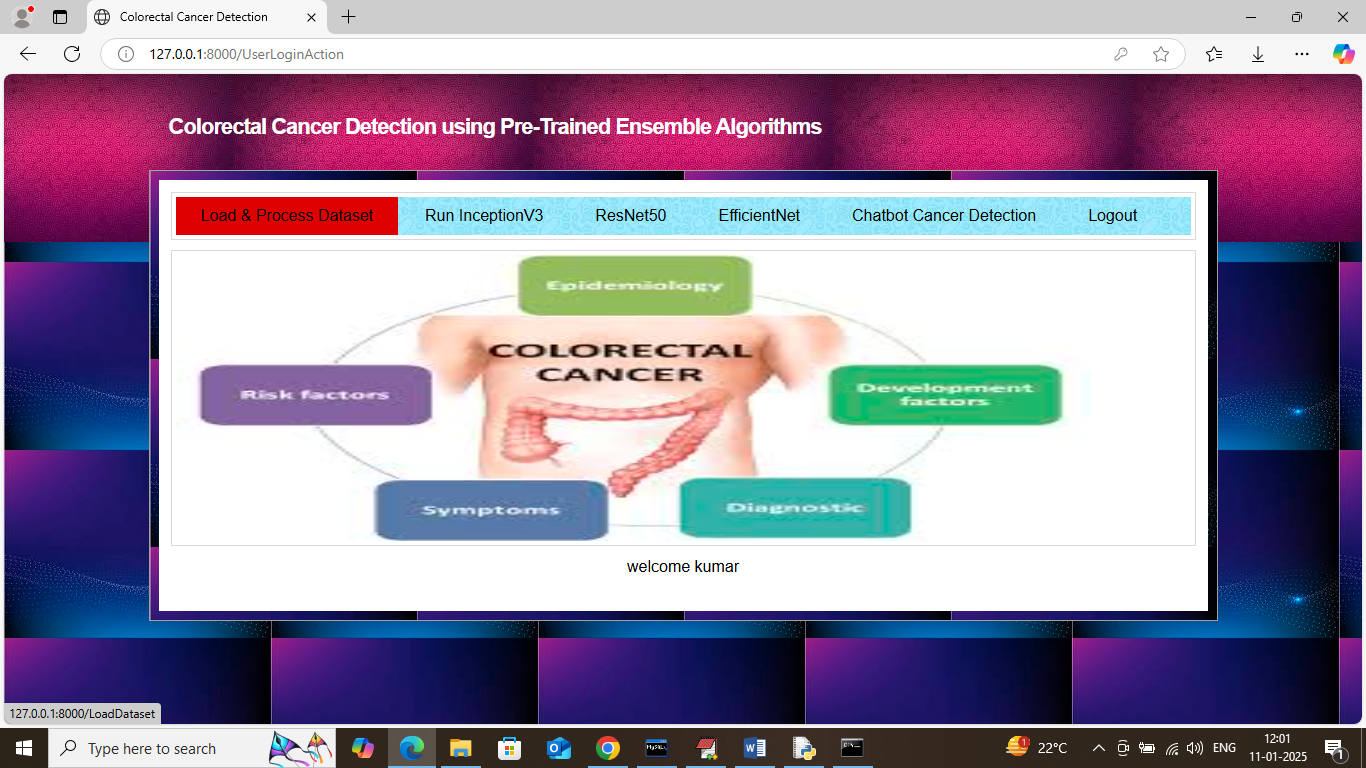 Colorectal Cancer Detection
127.0.0.1:8000/UserLoginAction
Colorectal Cancer Detection using Pre-Trained Ensemble Algorithms
Load & Process Dataset Run InceptionV3 ResNet50 EfficientNet Chatbot Cancer Detection Logout
Epidemiology
COLORECTAL
CANCER
Risk factors
Development
factors
Symptoms
Diagnostic
welcome kumar
127.0.0.1:8000/LoadDataset
Type here to search
1
22°C
ENG
12:01
11-01-2025
1